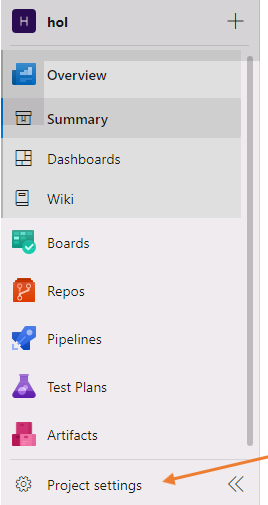 H hol
Overview
Summary
Dashboards
Wiki
Boards
Repos
Pipelines
Test Plans
Artifacts
Project settings